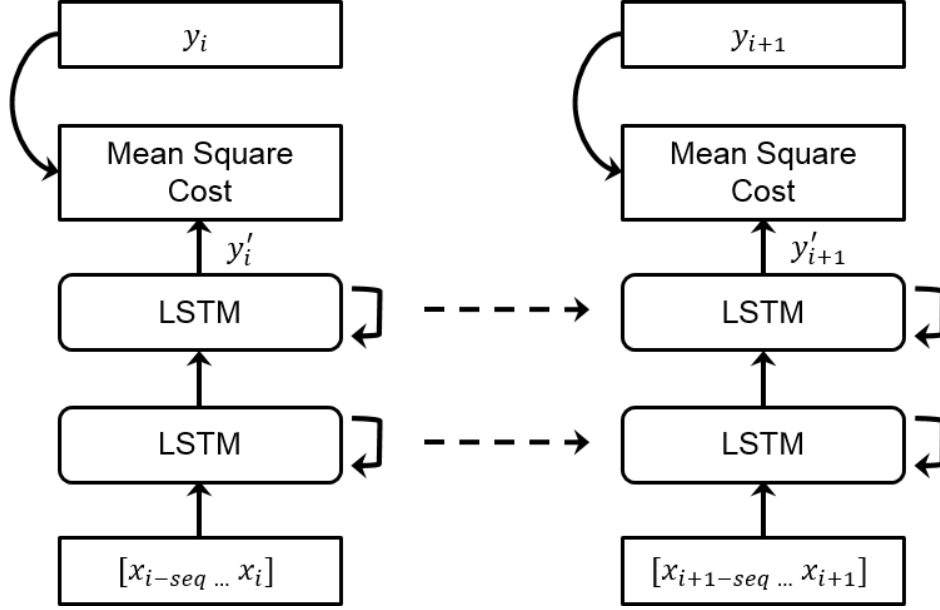 y_i
y_{i+1}
Mean Square
Cost
Mean Square
Cost
y'_i
y'_{i+1}
LSTM
LSTM
LSTM
LSTM
[x_{i-seq} ... x_i]
[x_{i+1-seq} ... x_{i+1}]